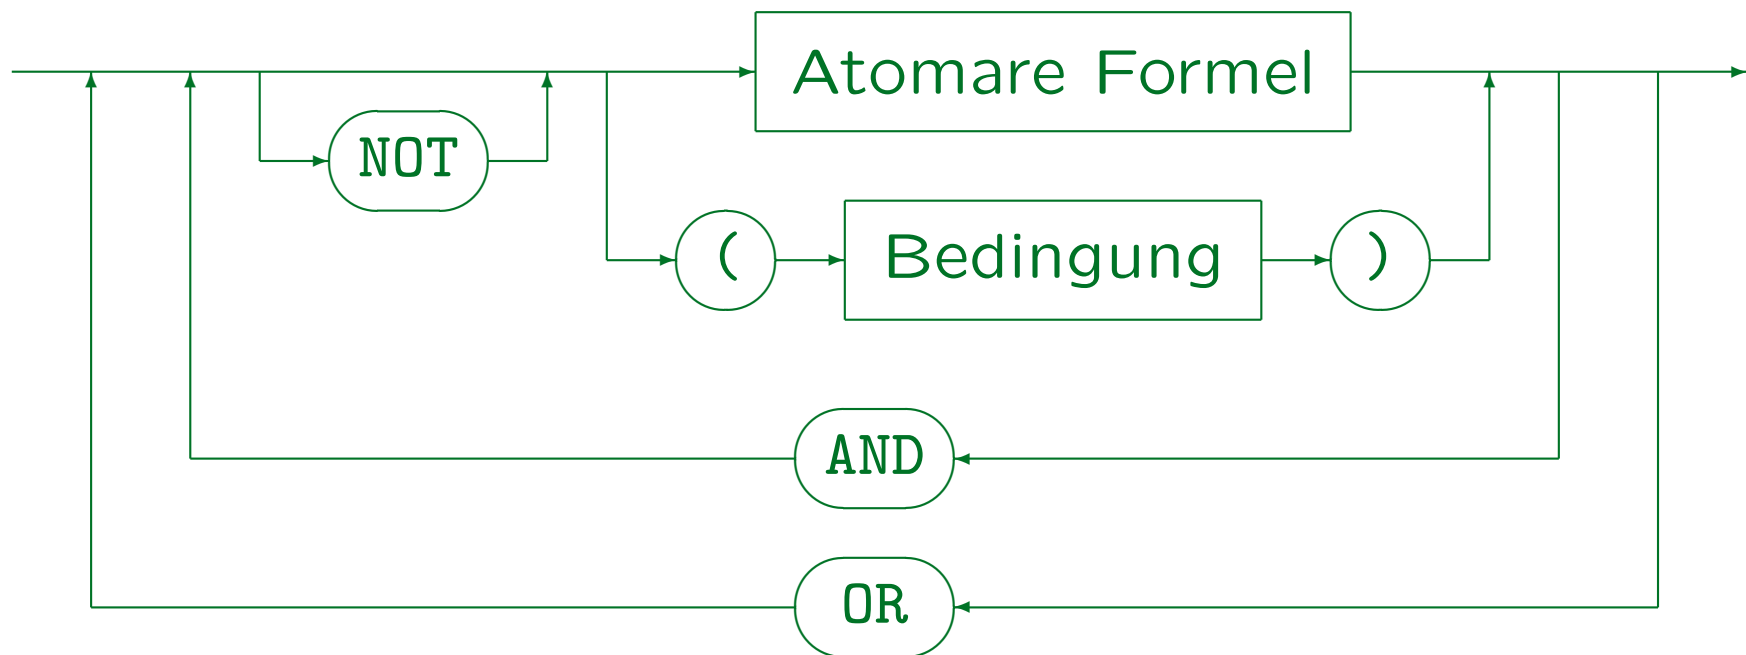 Atomare Formel
NOT
( Bedingung )
AND
OR